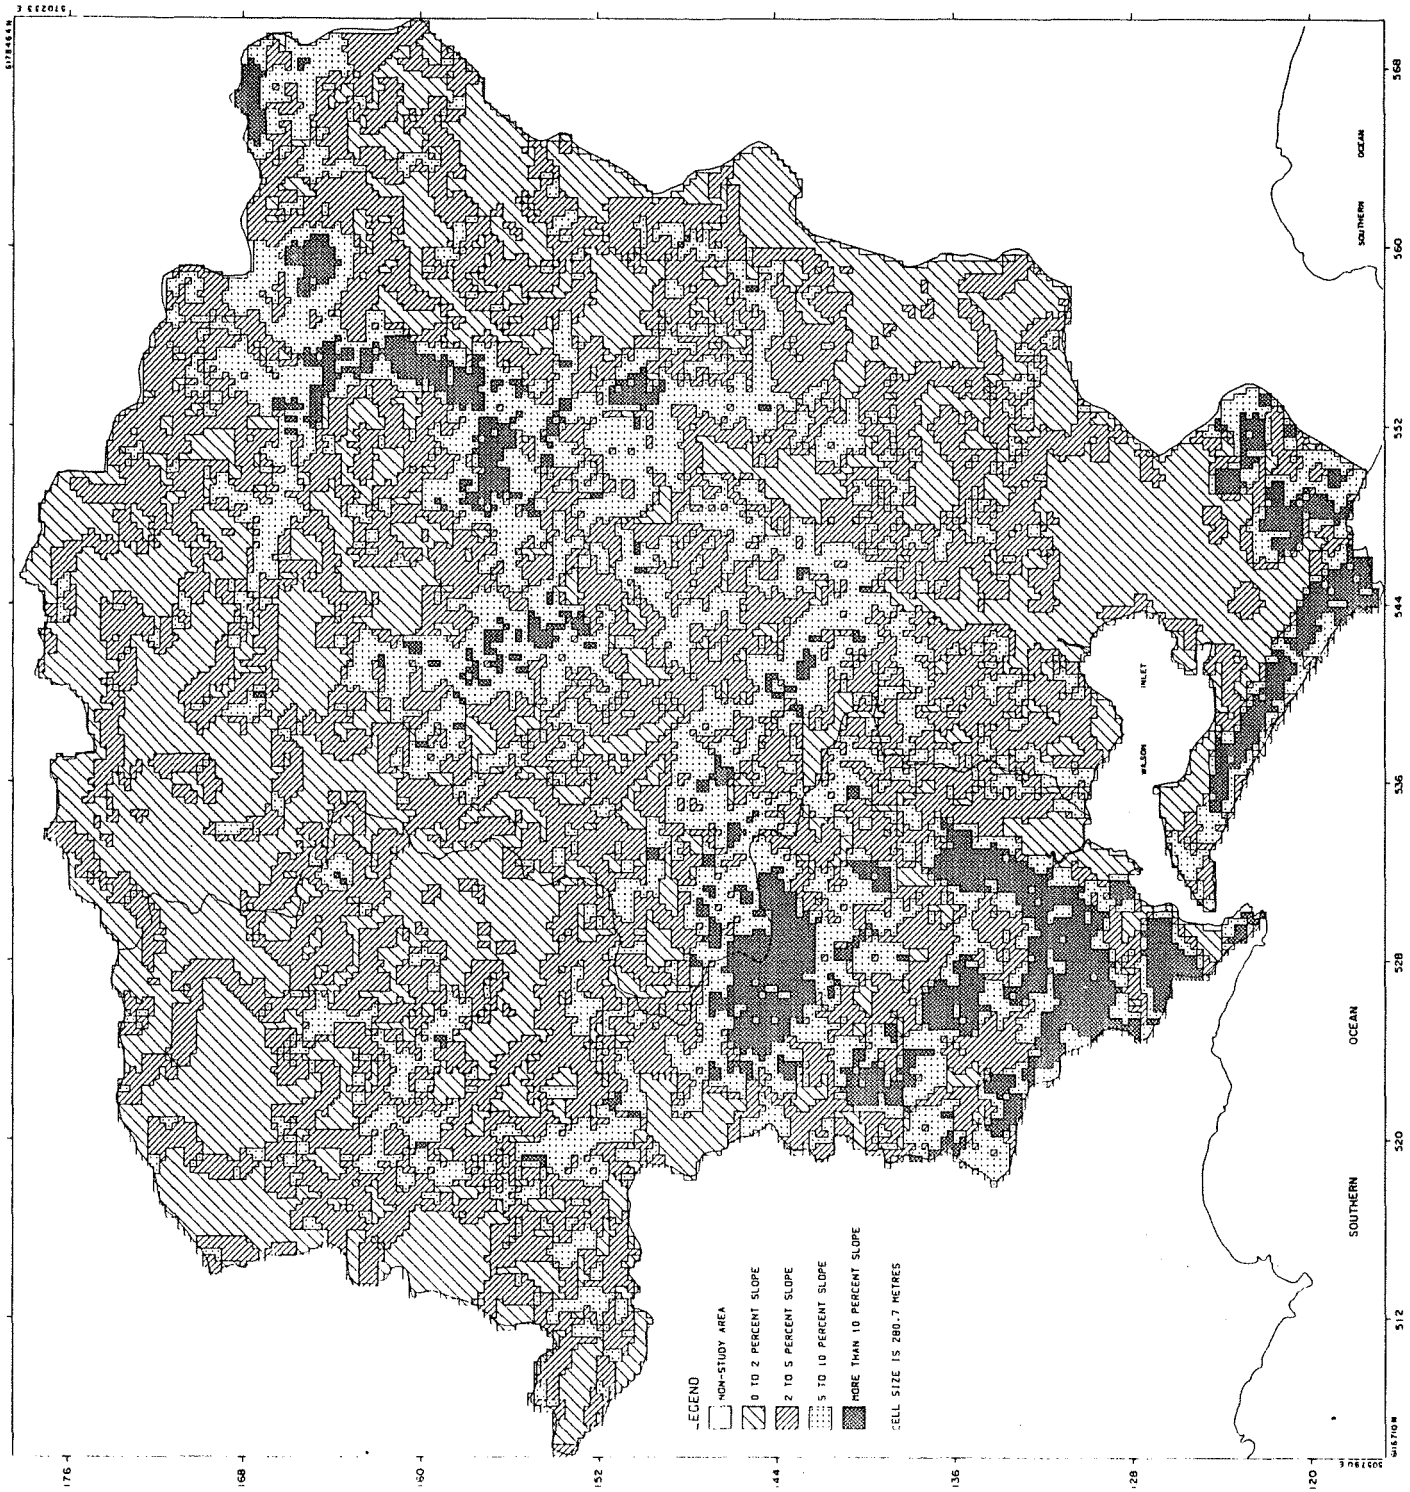 LEGEND
NON-STUDY AREA
0 TO 2 PERCENT SLOPE
2 TO 5 PERCENT SLOPE
5 TO 10 PERCENT SLOPE
MORE THAN 10 PERCENT SLOPE
CELL SIZE IS 280.7 METRES
WILSON INLET
SOUTHERN OCEAN
SOUTHERN OCEAN
512
520
528
536
544
552
560
568
176
168
160
152
144
136
128
120
570233 E
6178464 N